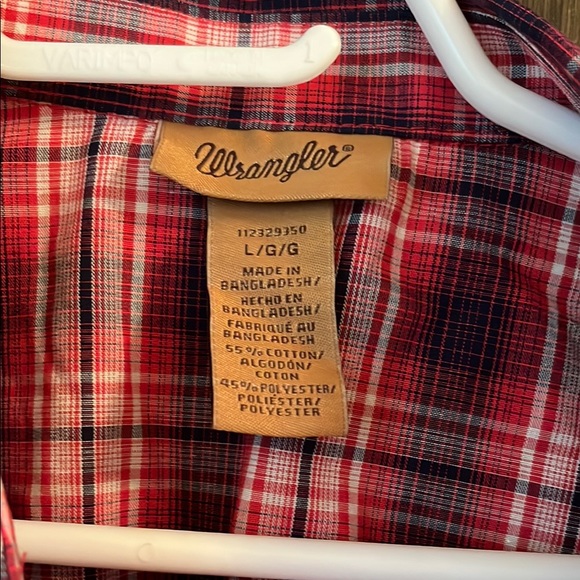 Wrangler®
112329350
L/G/G
MADE IN
BANGLADESH/
HECHO EN
BANGLADESH/
FABRIQUÉ AU
BANGLADESH
55% COTTON/
ALGODÓN/
COTON
45% POLYESTER/
POLIÉSTER/
POLYESTER